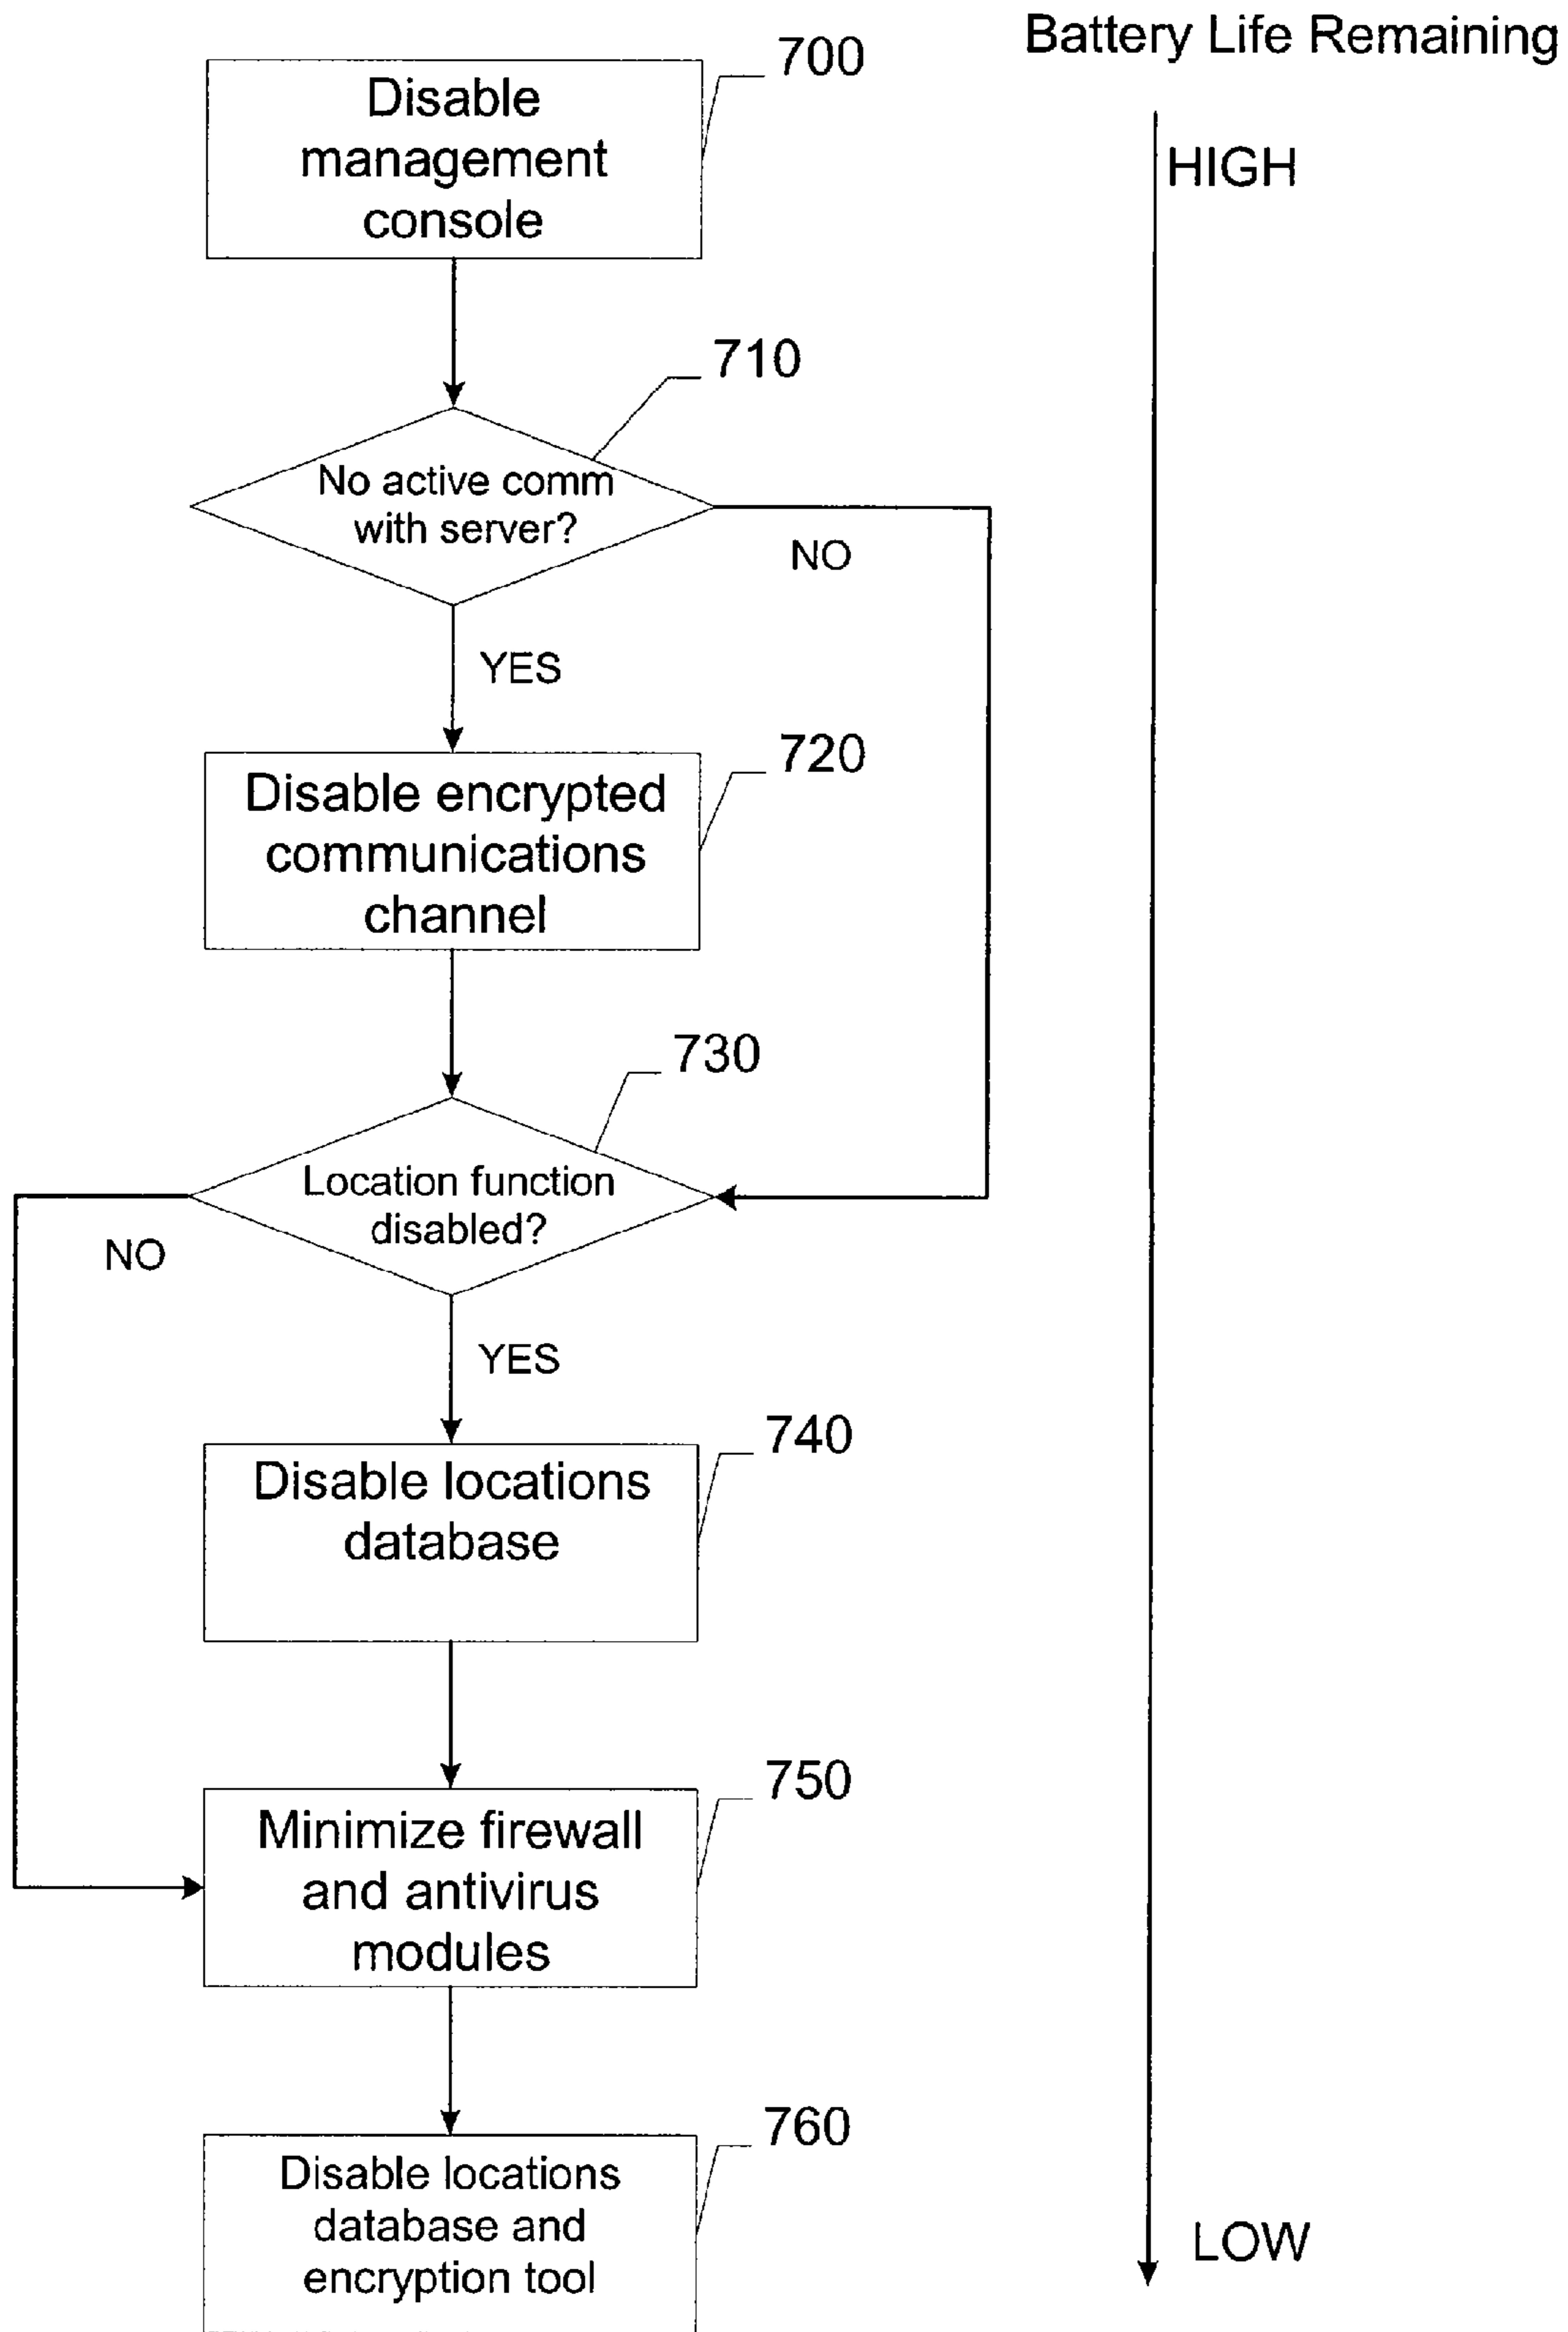 Battery Life Remaining
700
Disable
management
console
HIGH
710
No active comm
with server?
NO
YES
720
Disable encrypted
communications
channel
730
Location function
disabled?
NO
YES
740
Disable locations
database
750
Minimize firewall
and antivirus
modules
760
Disable locations
database and
encryption tool
LOW